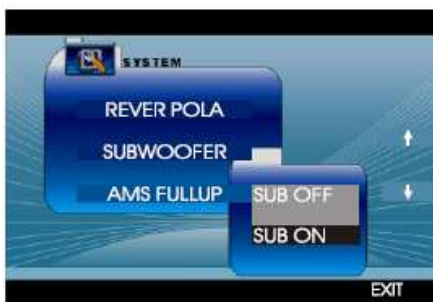 SYSTEM
REVER POLA
SUBWOOFER
AMS FULLUP
SUB OFF
SUB ON
EXIT